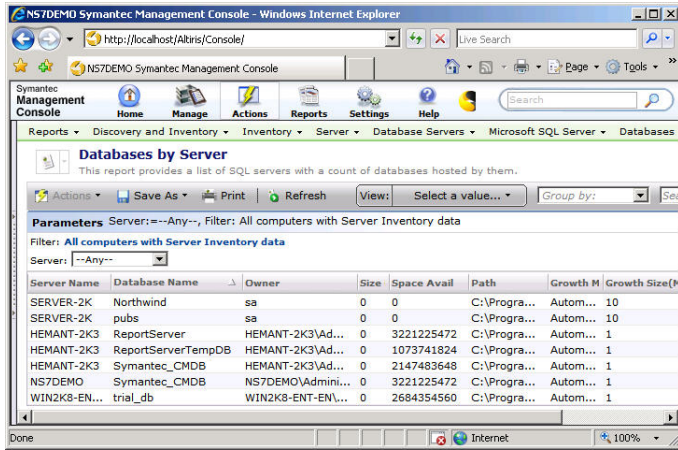 NS7DEMO Symantec Management Console - Windows Internet Explorer
http://localhost/Altiris/Console/
Live Search
NS7DEMO Symantec Management Console
Page
Tools
»
Symantec
Management
Console
Home
Manage
Actions
Reports
Settings
Help
Search
Reports Discovery and Inventory Inventory Server Database Servers Microsoft SQL Server Databases
Databases by Server
This report provides a list of SQL servers with a count of databases hosted by them.
Actions Save As Print Refresh View: Select a value... Group by: Sea
Parameters Server:=--Any--, Filter: All computers with Server Inventory data
Filter: All computers with Server Inventory data
Server: --Any--
Server Name Database Name Owner Size Space Avail Path Growth M Growth Size(M
SERVER-2K Northwind sa 0 0 C:\Progra... Autom... 10
SERVER-2K pubs sa 0 0 C:\Progra... Autom... 10
HEMANT-2K3 ReportServer HEMANT-2K3\Ad... 0 3221225472 C:\Progra... Autom... 1
HEMANT-2K3 ReportServerTempDB HEMANT-2K3\Ad... 0 1073741824 C:\Progra... Autom... 1
HEMANT-2K3 Symantec_CMDB HEMANT-2K3\Ad... 0 2147483648 C:\Progra... Autom... 1
NS7DEMO Symantec_CMDB NS7DEMO\Admini... 0 3221225472 C:\Progra... Autom... 1
WIN2K8-EN... trial_db WIN2K8-ENT-EN\... 0 2684354560 C:\Progra... Autom... 1
Done Internet 100%